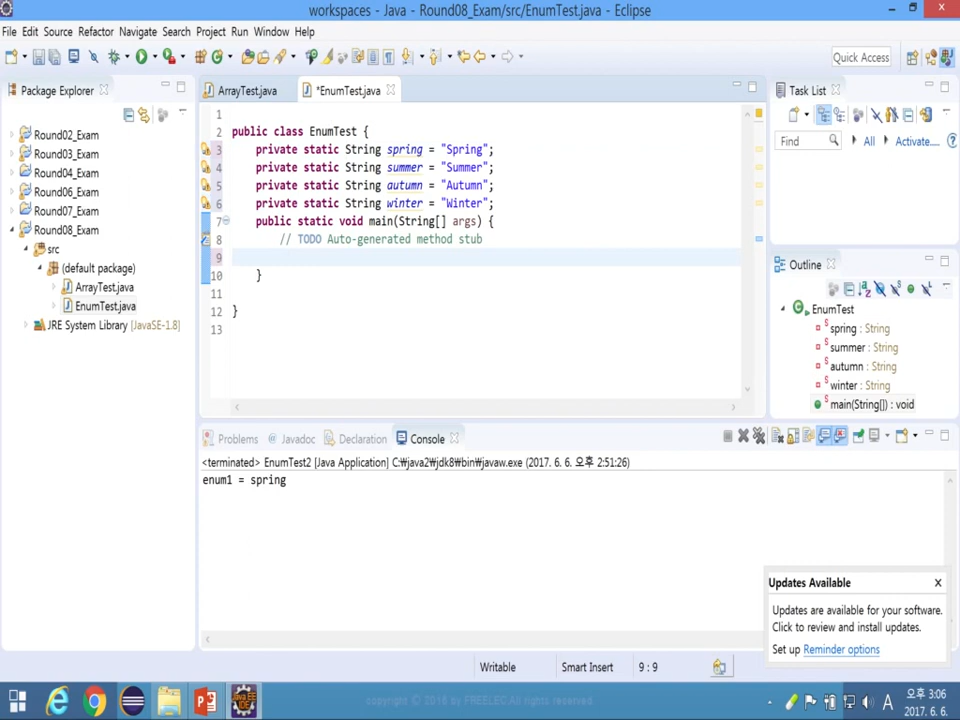 workspaces - Java - Round08_Exam/src/EnumTest.java - Eclipse
File Edit Source Refactor Navigate Search Project Run Window Help
Quick Access
Package Explorer
Round02_Exam
Round03_Exam
Round04_Exam
Round06_Exam
Round07_Exam
Round08_Exam
src
(default package)
ArrayTest.java
EnumTest.java
JRE System Library [JavaSE-1.8]
ArrayTest.java *EnumTest.java
1
2 public class EnumTest {
3 private static String spring = "Spring";
4 private static String summer = "Summer";
5 private static String autumn = "Autumn";
6 private static String winter = "Winter";
7 public static void main(String[] args) {
8 // TODO Auto-generated method stub
9
10 }
11
12 }
13
Task List
Find All Activate...
Outline
EnumTest
spring : String
summer : String
autumn : String
winter : String
main(String[]) : void
Problems Javadoc Declaration Console
<terminated> EnumTest2 [Java Application] C:₩java2₩jdk8₩bin₩javaw.exe (2017. 6. 6. 오후 2:51:26)
enum1 = spring
Updates Available
Updates are available for your software.
Click to review and install updates.
Set up Reminder options
Writable Smart Insert 9 : 9
copyright © 2016 by FREELEC.All rights reserved
A
오후 3:06
2017. 6. 6.